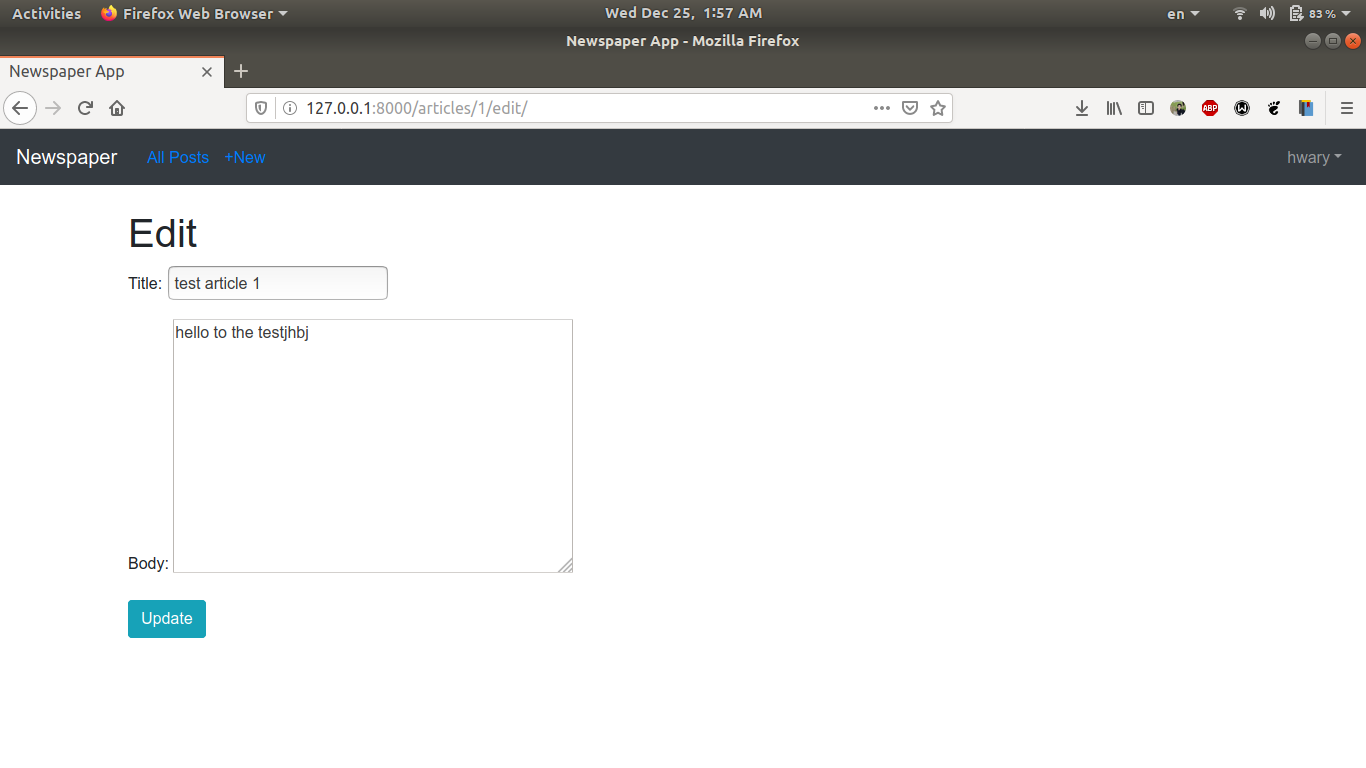 Activities Firefox Web Browser Wed Dec 25, 1:57 AM en 83 %
Newspaper App - Mozilla Firefox
Newspaper App
127.0.0.1:8000/articles/1/edit/ ABP
Newspaper All Posts +New hwary
Edit
Title: test article 1
hello to the testjhbj
Body:
Update